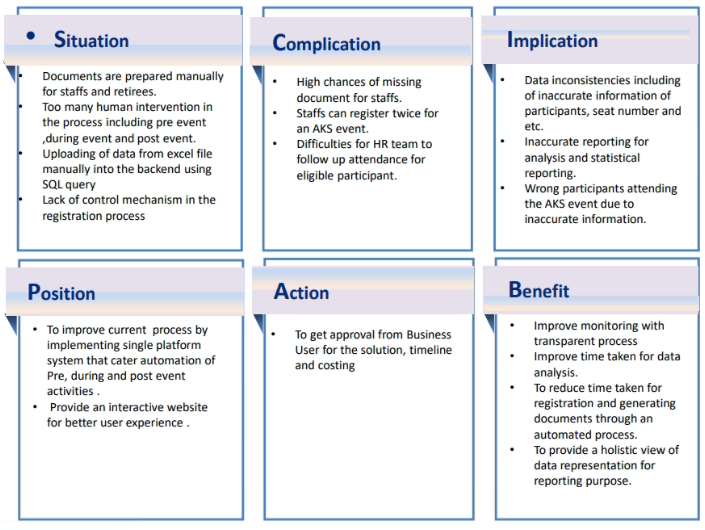 • Situation
• Documents are prepared manually
for staffs and retirees.
• Too many human intervention in
the process including pre event
,during event and post event.
• Uploading of data from excel file
manually into the backend using
SQL query
• Lack of control mechanism in the
registration process
Complication
• High chances of missing
document for staffs.
• Staffs can register twice for
an AKS event.
• Difficulties for HR team to
follow up attendance for
eligible participant.
Implication
• Data inconsistencies including
of inaccurate information of
participants, seat number and
etc.
• Inaccurate reporting for
analysis and statistical
reporting.
• Wrong participants attending
the AKS event due to
inaccurate information.
Position
• To improve current process by
implementing single platform
system that cater automation of
Pre, during and post event
activities .
• Provide an interactive website
for better user experience .
Action
• To get approval from Business
User for the solution, timeline
and costing
Benefit
• Improve monitoring with
transparent process
• Improve time taken for data
analysis.
• To reduce time taken for
registration and generating
documents through an
automated process.
• To provide a holistic view of
data representation for
reporting purpose.